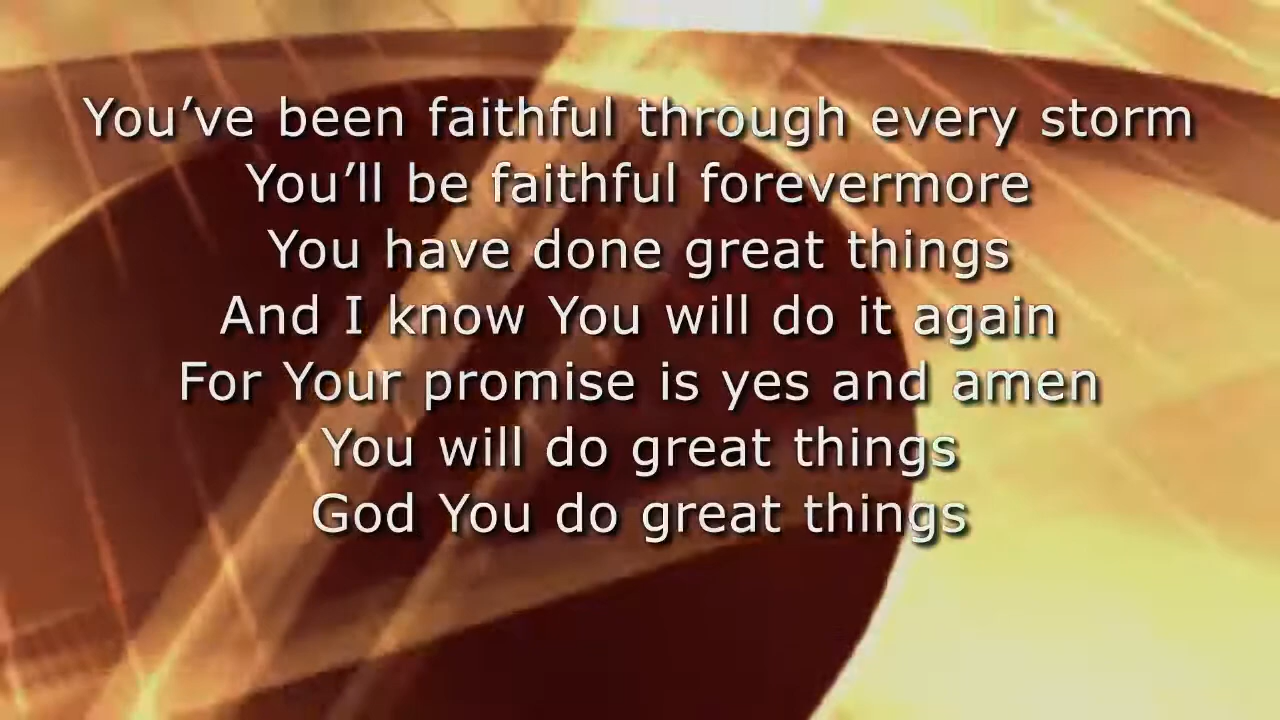 You’ve been faithful through every storm
You’ll be faithful forevermore
You have done great things
And I know You will do it again
For Your promise is yes and amen
You will do great things
God You do great things